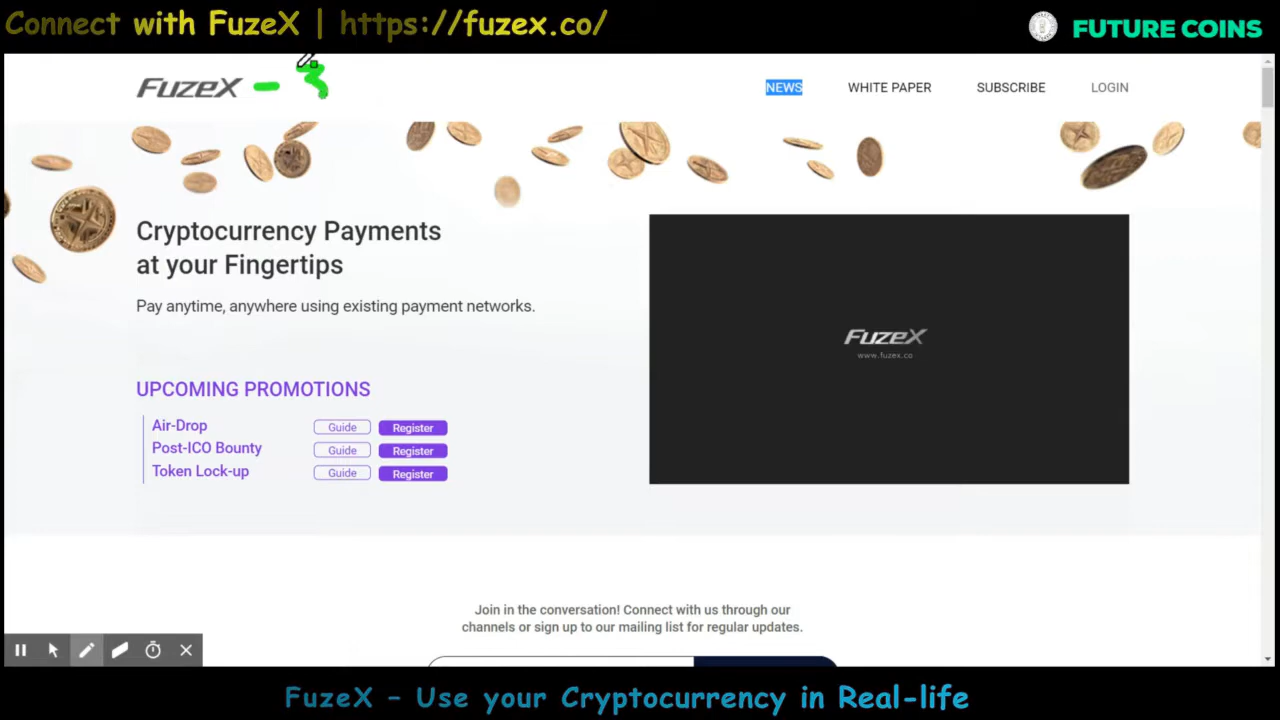 Connect with FuzeX | https://fuzex.co/
FUTURE COINS
FuzeX
NEWS WHITE PAPER SUBSCRIBE LOGIN
Cryptocurrency Payments
at your Fingertips
Pay anytime, anywhere using existing payment networks.
FuzeX
www.fuzex.co
UPCOMING PROMOTIONS
Air-Drop Guide Register
Post-ICO Bounty Guide Register
Token Lock-up Guide Register
Join in the conversation! Connect with us through our
channels or sign up to our mailing list for regular updates.
FuzeX – Use your Cryptocurrency in Real-life